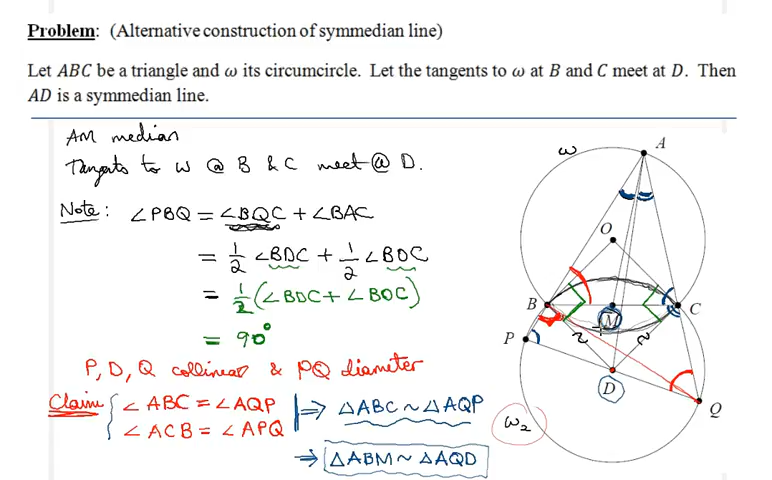 Problem: (Alternative construction of symmedian line)
Let ABC be a triangle and ω its circumcircle. Let the tangents to ω at B and C meet at D. Then
AD is a symmedian line.
AM median
Tangents to ω @ B & C meet @ D.
Note: ∠PBQ = ∠BQC + ∠BAC
= 1/2 ∠BDC + 1/2 ∠BOC
= 1/2 (∠BDC + ∠BOC)
= 90°
P, D, Q collinear & PQ diameter
Claim { ∠ABC = ∠AQP
∠ACB = ∠APQ
⇒ △ABC ~ △AQP
⇒ △ABM ~ △AQD
ω
A
O
B
C
M
P
D
Q
ω₂